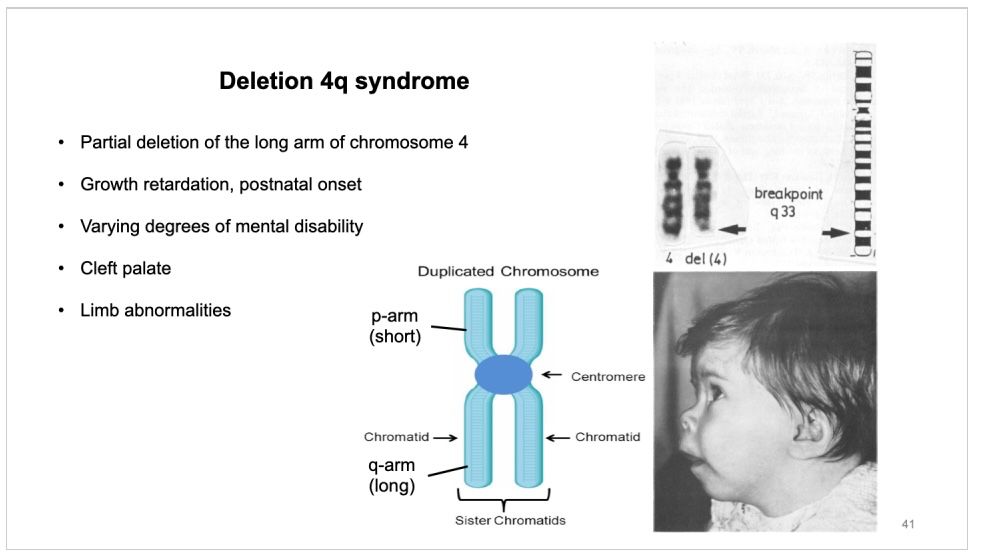 Deletion 4q syndrome
• Partial deletion of the long arm of chromosome 4
• Growth retardation, postnatal onset
• Varying degrees of mental disability
• Cleft palate
• Limb abnormalities
Duplicated Chromosome
p-arm
(short)
Centromere
Chromatid
Chromatid
q-arm
(long)
Sister Chromatids
breakpoint
q33
4 del (4)
41